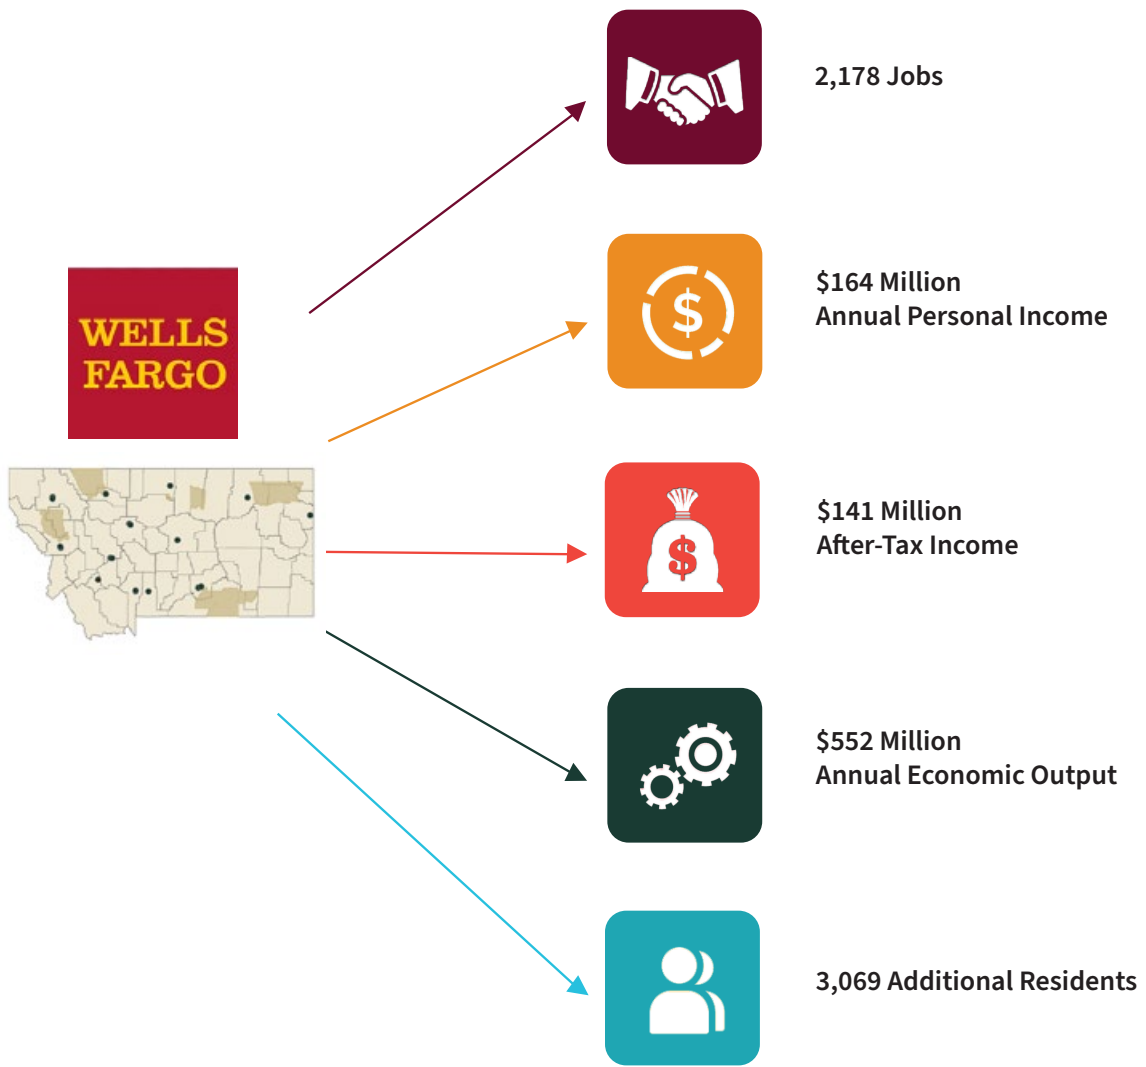 2,178 Jobs
$164 Million
Annual Personal Income
WELLS
FARGO
$141 Million
After-Tax Income
$552 Million
Annual Economic Output
3,069 Additional Residents